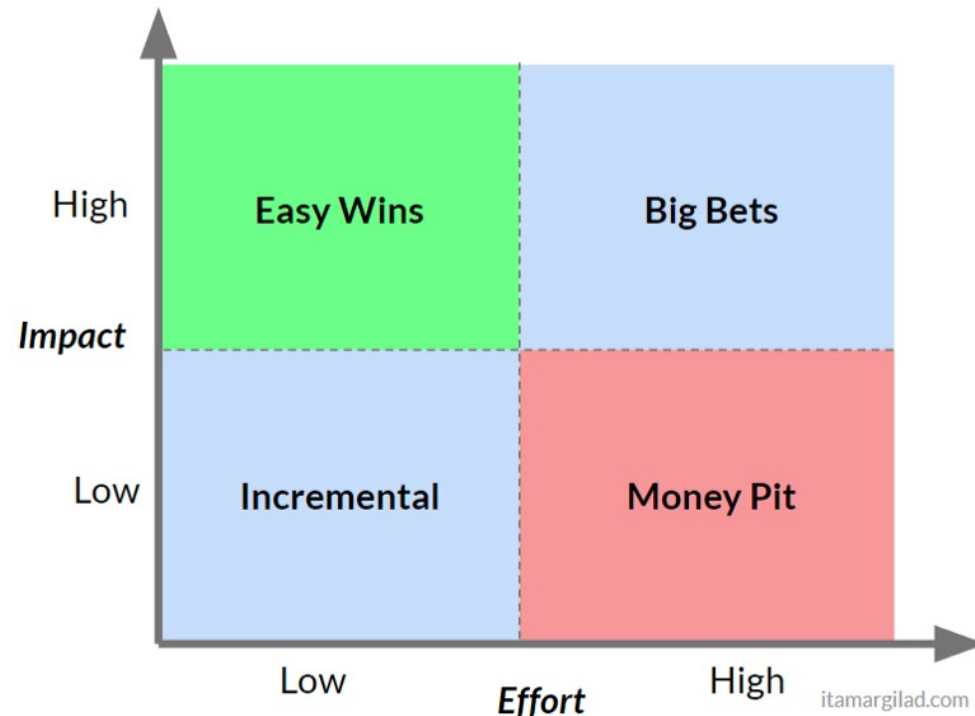 High
Easy Wins
Big Bets
Impact
Low
Incremental
Money Pit
Low
High
Effort
itamargilad.com